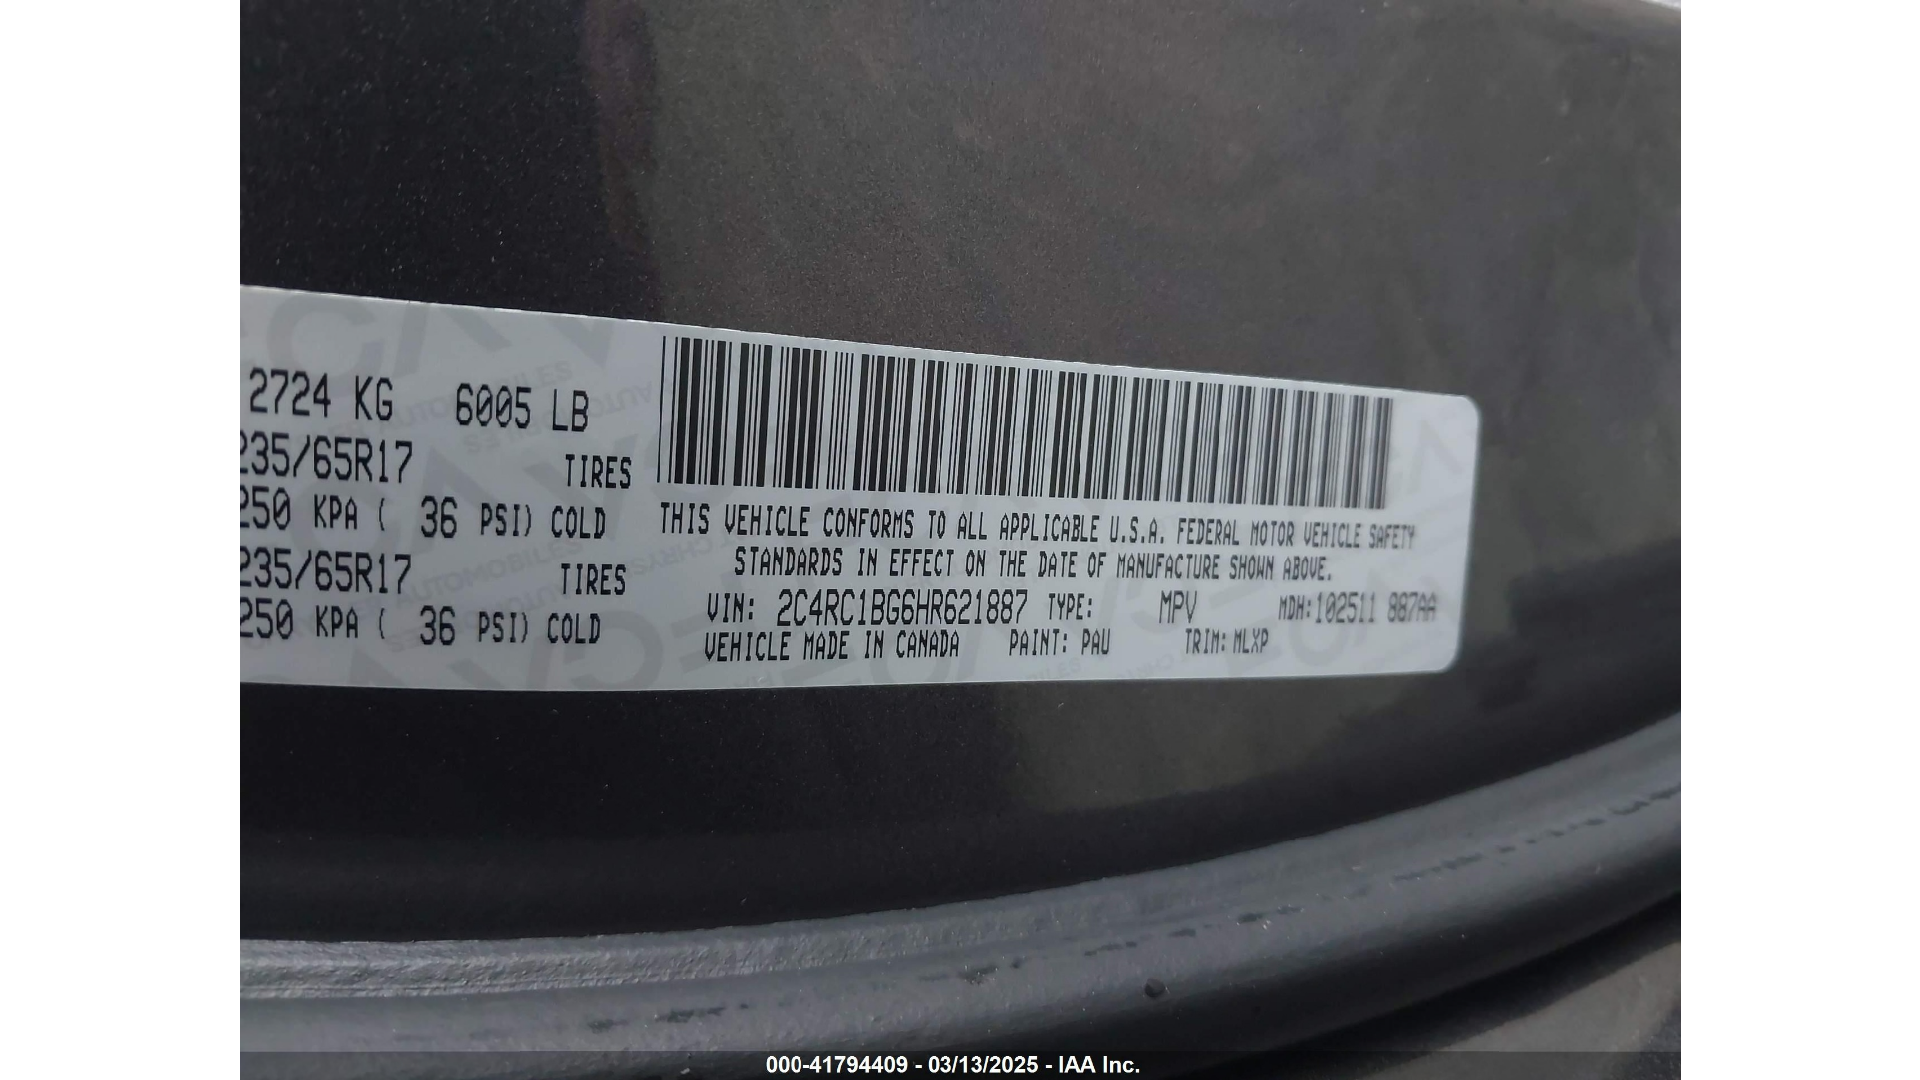 2724 KG 6005 LB
235/65R17 TIRES
250 KPA ( 36 PSI) COLD
235/65R17 TIRES
250 KPA ( 36 PSI) COLD
THIS VEHICLE CONFORMS TO ALL APPLICABLE U.S.A. FEDERAL MOTOR VEHICLE SAFETY
STANDARDS IN EFFECT ON THE DATE OF MANUFACTURE SHOWN ABOVE.
VIN: 2C4RC1BG6HR621887 TYPE: MPV MDH:102511 887AA
VEHICLE MADE IN CANADA PAINT: PAU TRIM: MLXP
000-41794409 - 03/13/2025 - IAA Inc.